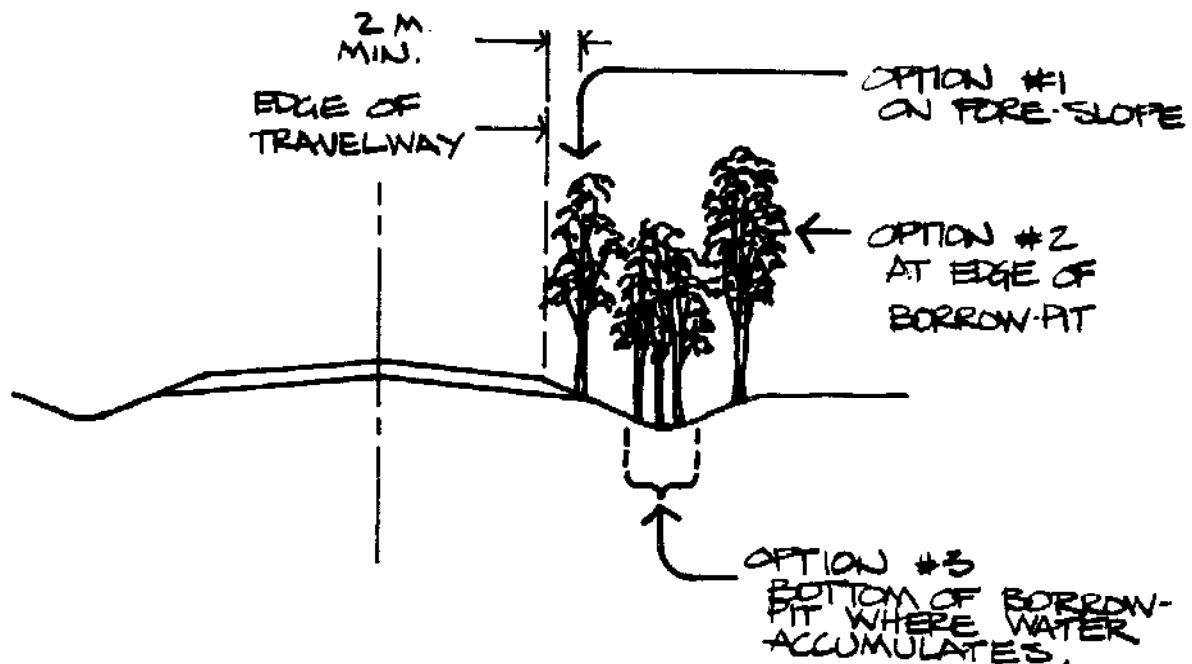 2 M.
MIN.
EDGE OF
TRAVELWAY
OPTION #1
ON FORE-SLOPE
OPTION #2
AT EDGE OF
BORROW-PIT
OPTION #3
BOTTOM OF BORROW-
PIT WHERE WATER
ACCUMULATES.